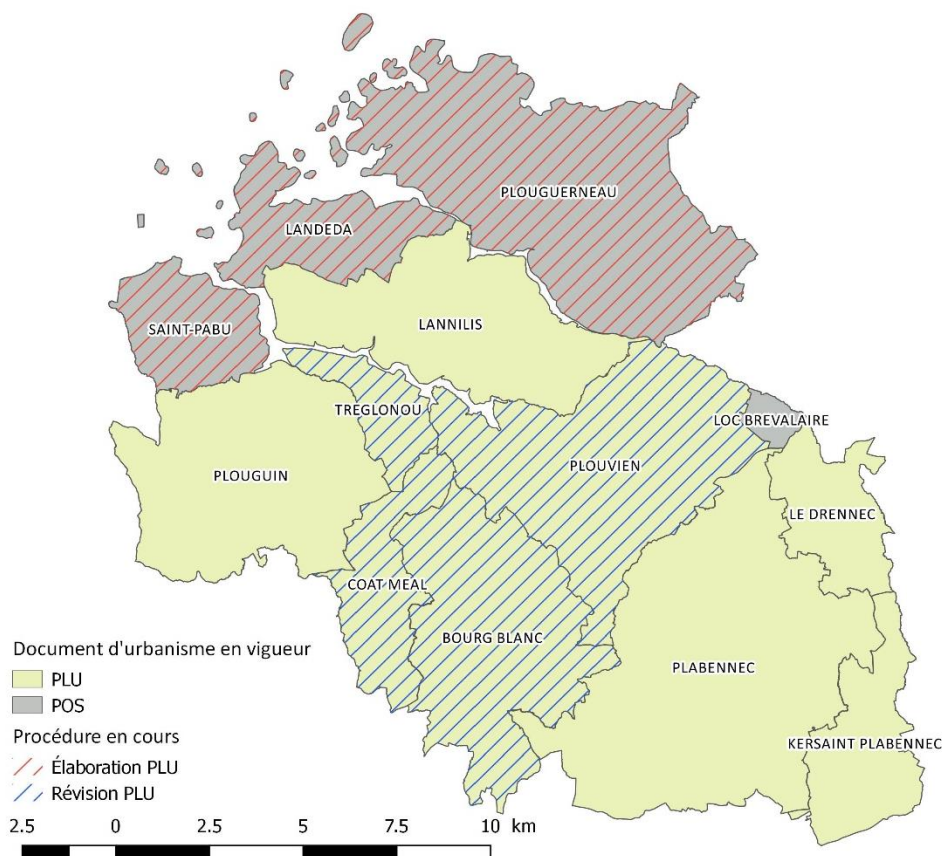 PLOUGUERNEAU
LANDEDA
SAINT-PABU
LANNILIS
TREGLONOU
LOC BREVALAIRE
PLOUGUIN
PLOUVIEN
LE DRENNEC
COAT MEAL
BOURG BLANC
PLABENNEC
KERSAINT PLABENNEC
Document d'urbanisme en vigueur
PLU
POS
Procédure en cours
Élaboration PLU
Révision PLU
2.5 0 2.5 5 7.5 10 km